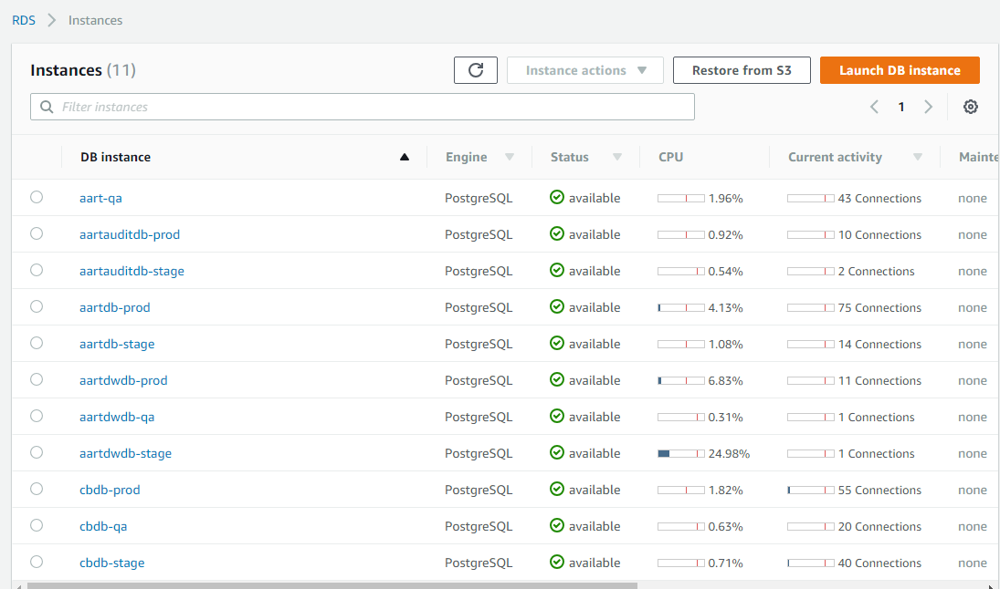 RDS > Instances
Instances (11) Instance actions Restore from S3 Launch DB instance
Filter instances 1
DB instance Engine Status CPU Current activity Mainte
aart-qa PostgreSQL available 1.96% 43 Connections none
aartauditdb-prod PostgreSQL available 0.92% 10 Connections none
aartauditdb-stage PostgreSQL available 0.54% 2 Connections none
aartdb-prod PostgreSQL available 4.13% 75 Connections none
aartdb-stage PostgreSQL available 1.08% 14 Connections none
aartdwdb-prod PostgreSQL available 6.83% 11 Connections none
aartdwdb-qa PostgreSQL available 0.31% 1 Connections none
aartdwdb-stage PostgreSQL available 24.98% 1 Connections none
cbdb-prod PostgreSQL available 1.82% 55 Connections none
cbdb-qa PostgreSQL available 0.63% 20 Connections none
cbdb-stage PostgreSQL available 0.71% 40 Connections none